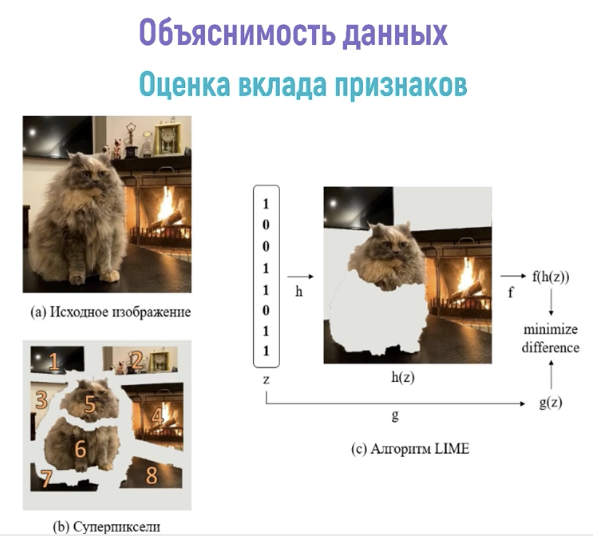 Объяснимость данных
Оценка вклада признаков
(a) Исходное изображение
1
2
3
4
5
6
7
8
(b) Суперпиксели
1
0
0
1
1
0
1
1
z
h
h(z)
f
f(h(z))
minimize
difference
g(z)
g
(c) Алгоритм LIME